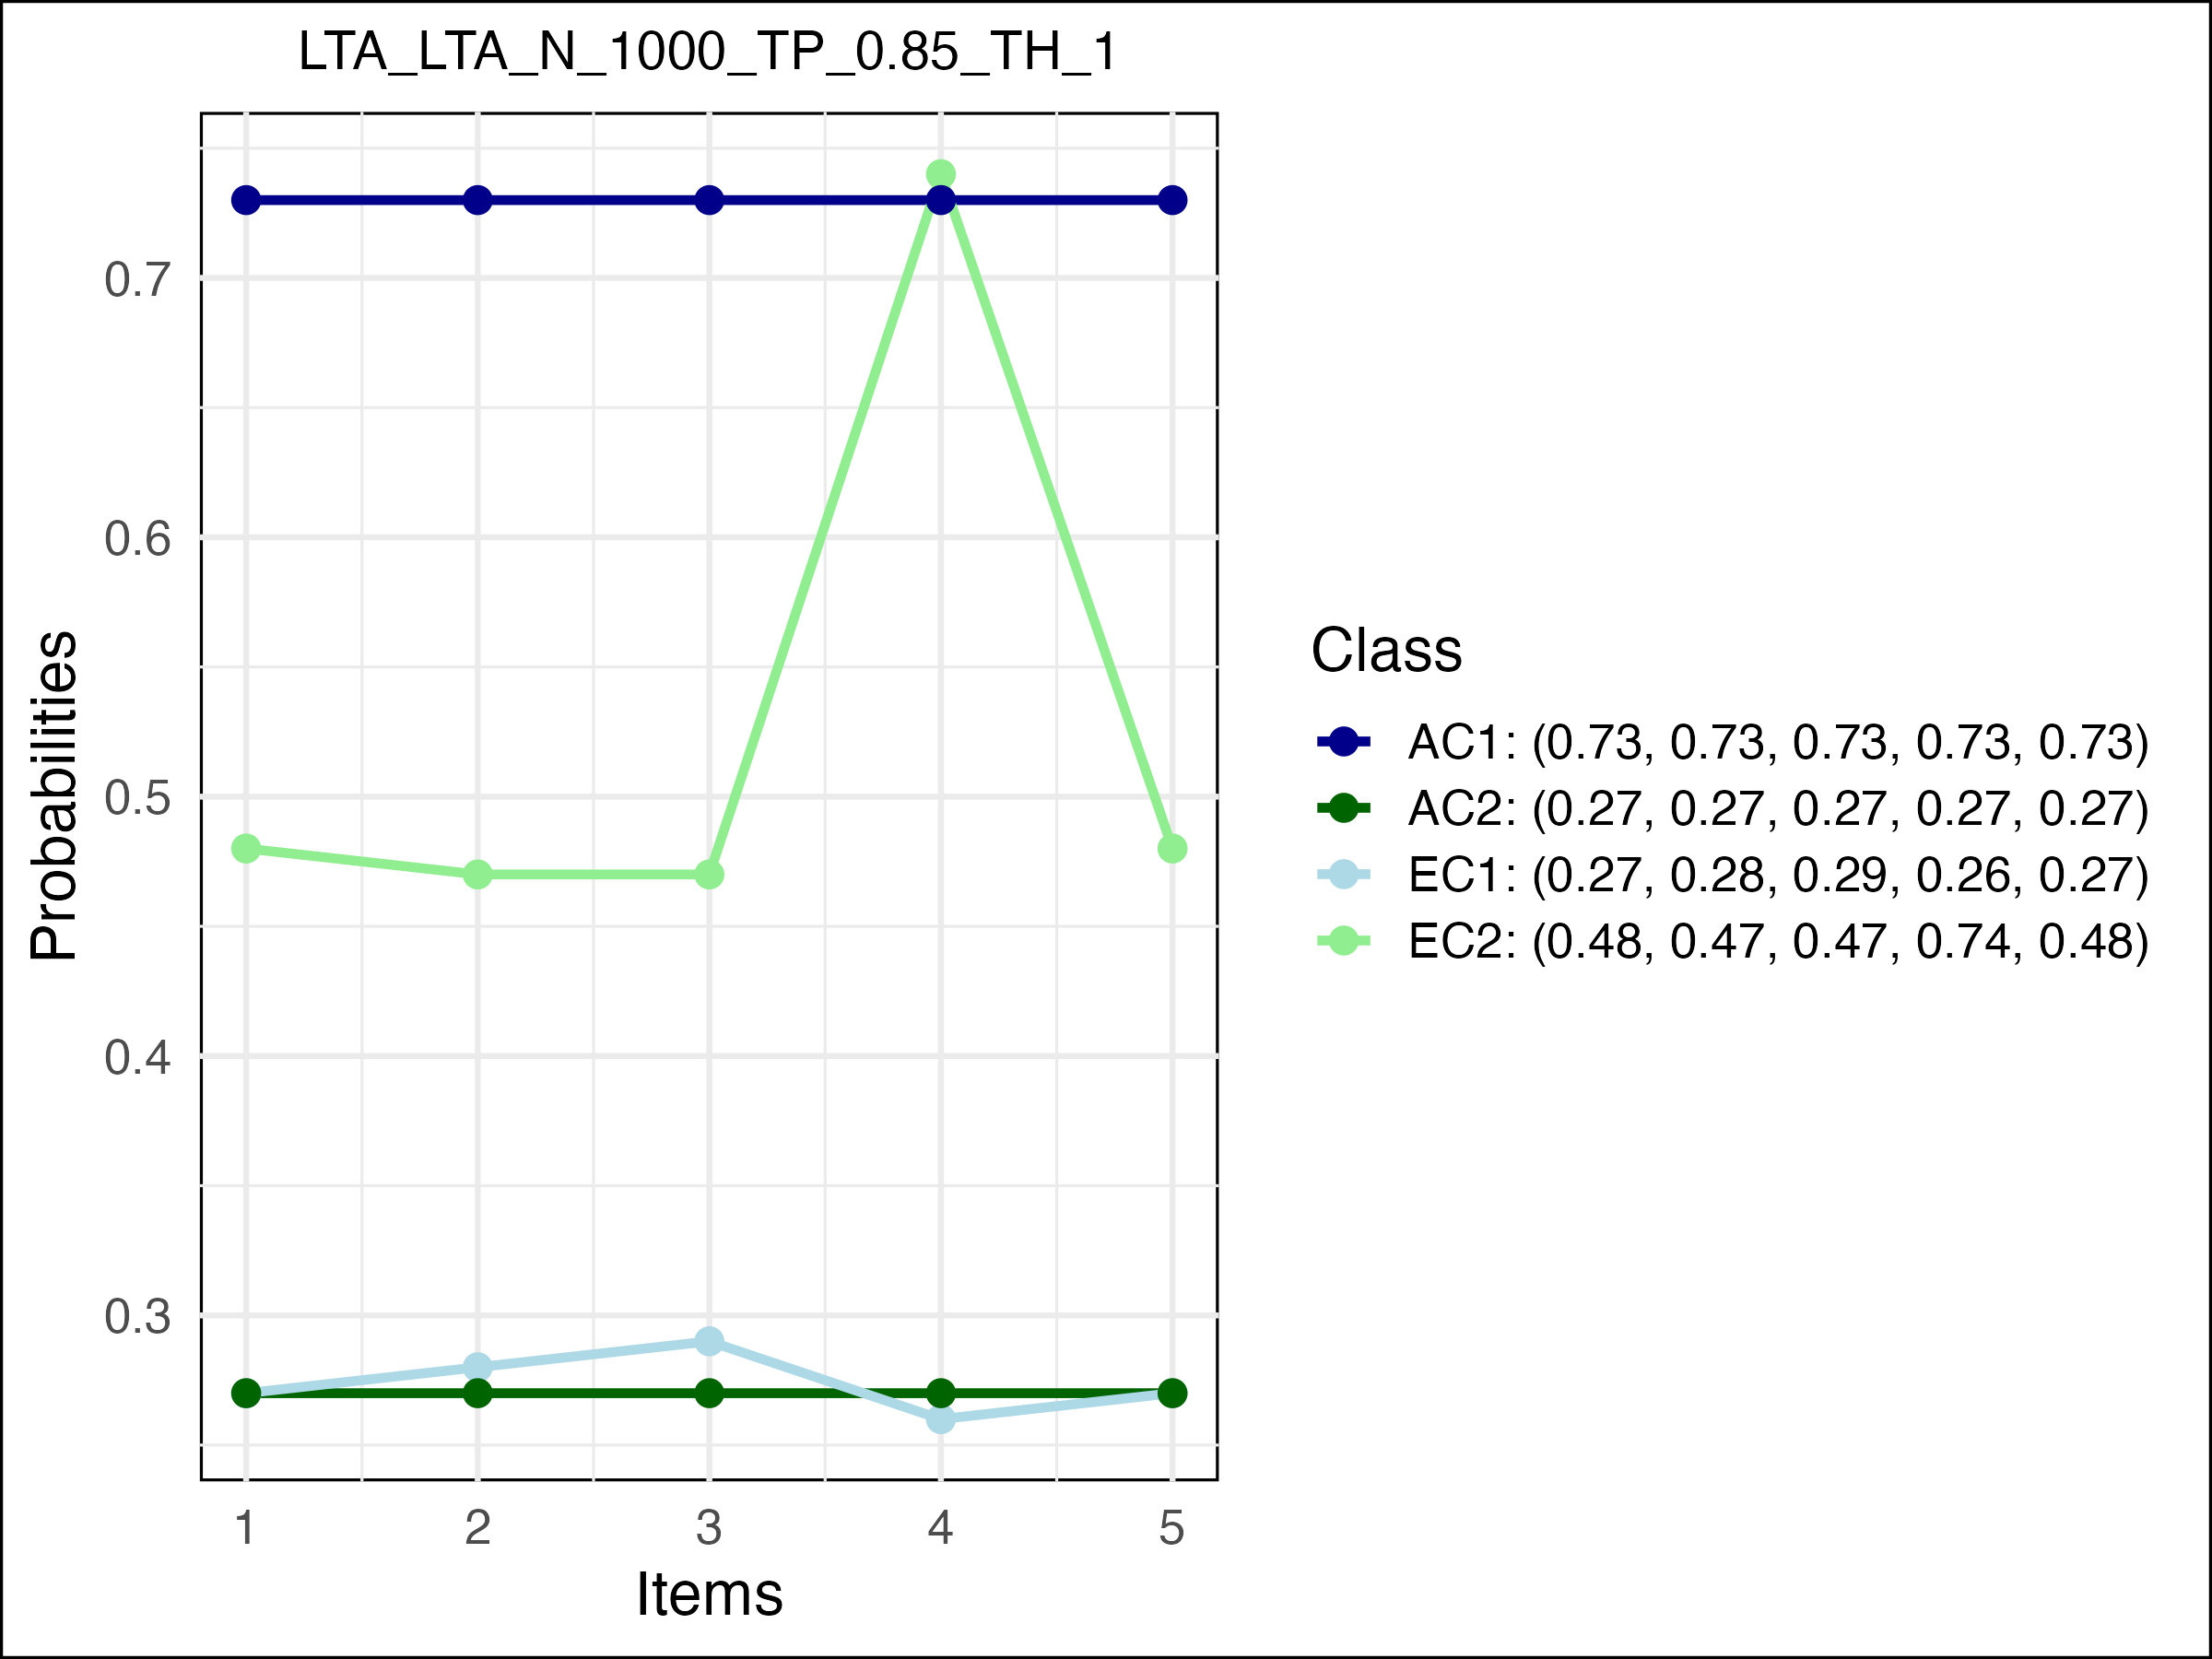 LTA_LTA_N_1000_TP_0.85_TH_1
Probabilities
0.7
0.6
0.5
0.4
0.3
1 2 3 4 5
Items
Class
AC1: (0.73, 0.73, 0.73, 0.73, 0.73)
AC2: (0.27, 0.27, 0.27, 0.27, 0.27)
EC1: (0.27, 0.28, 0.29, 0.26, 0.27)
EC2: (0.48, 0.47, 0.47, 0.74, 0.48)